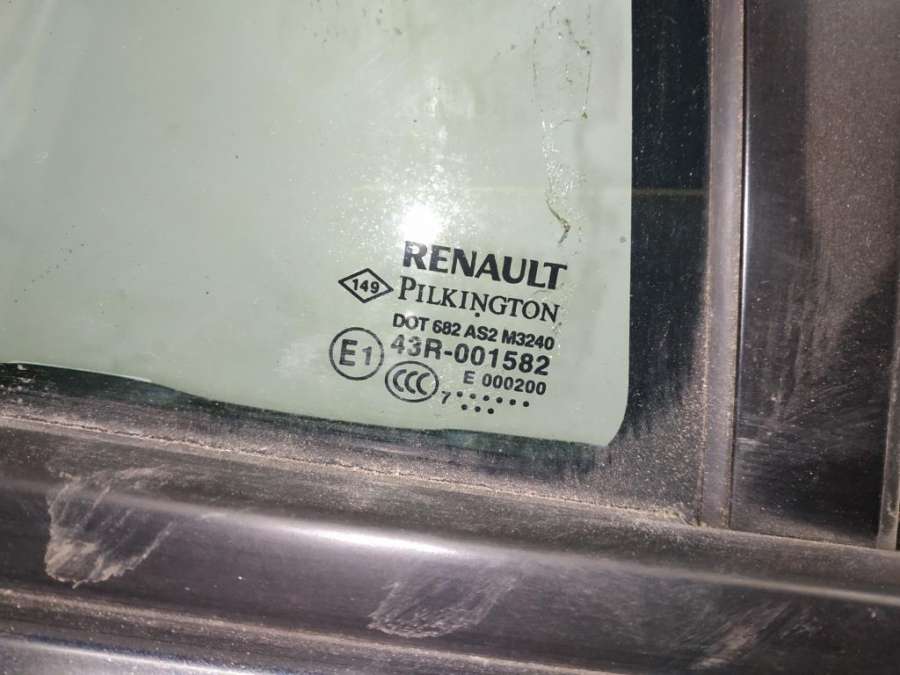 RENAULT
149 PILKINGTON
DOT 682 AS2 M3240
E1 43R-001582
CCC E 000200
7